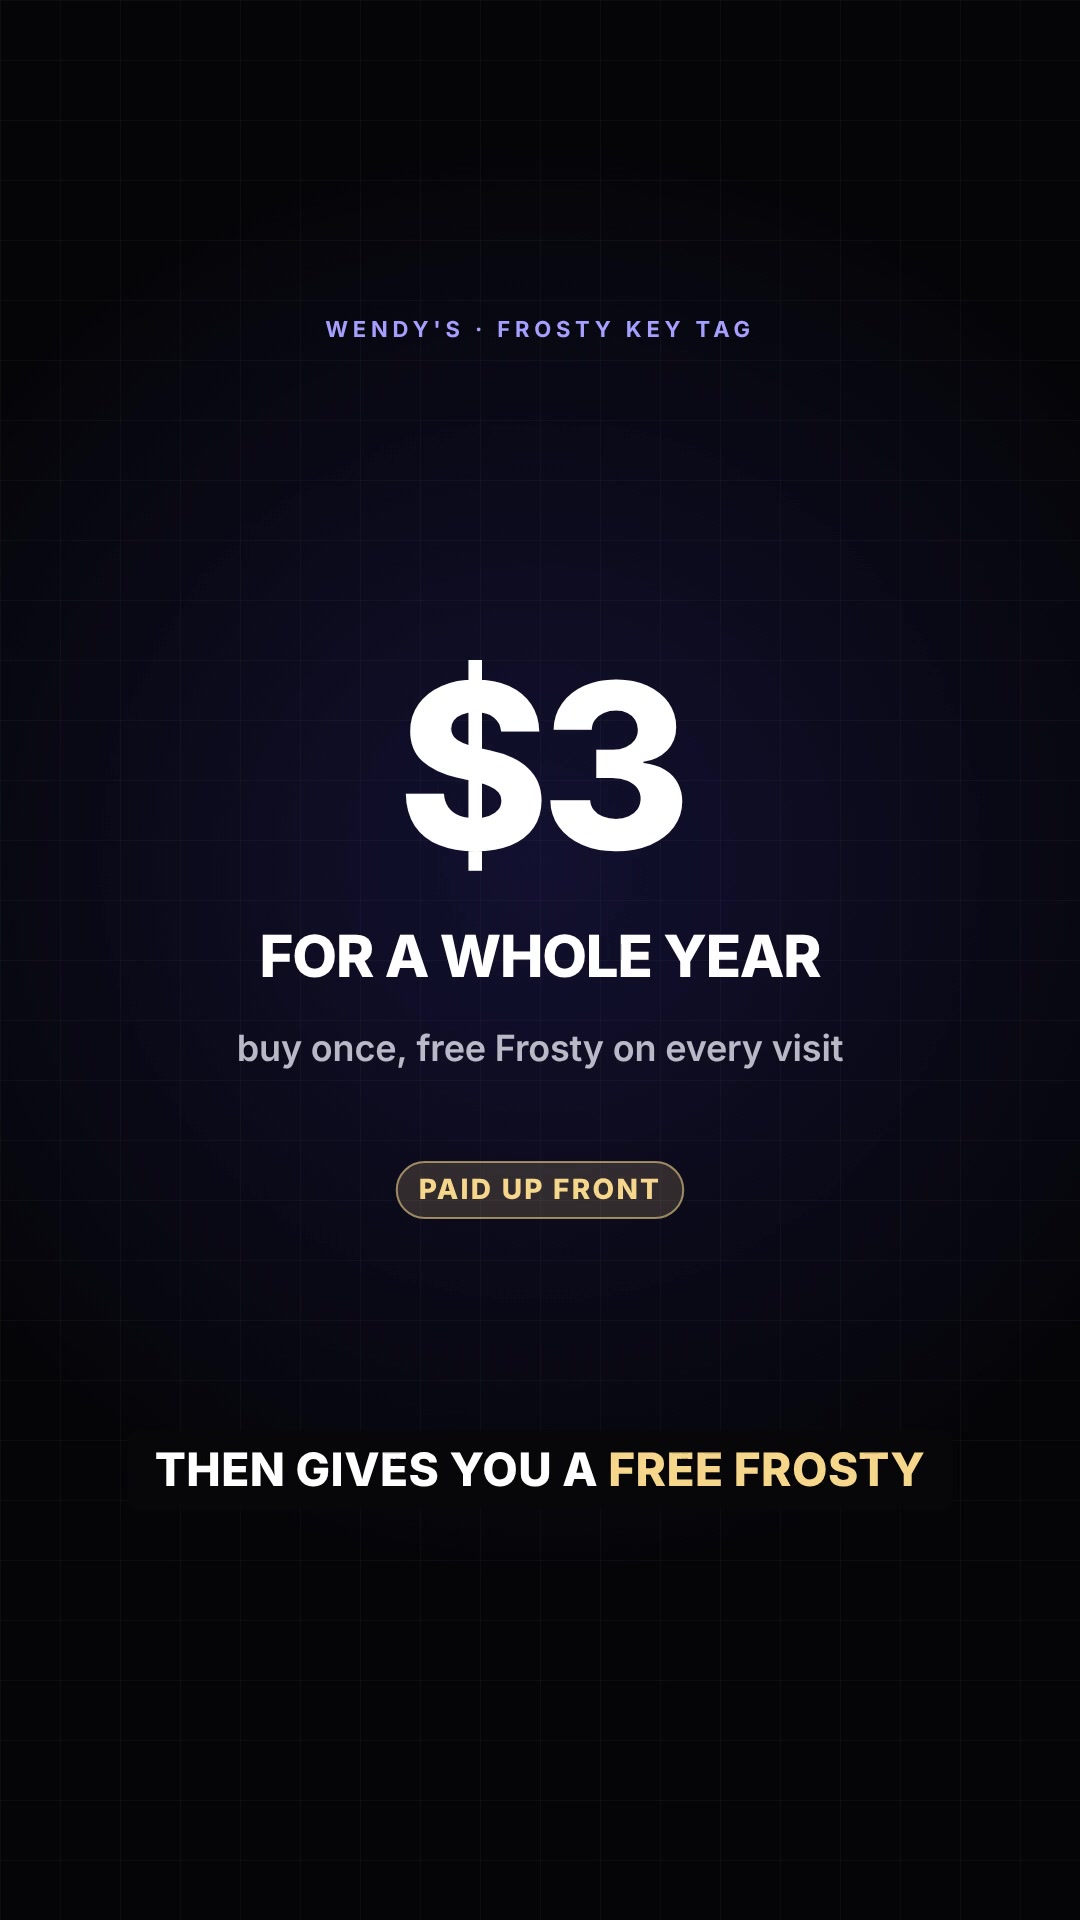 WENDY'S · FROSTY KEY TAG
$3
FOR A WHOLE YEAR
buy once, free Frosty on every visit
PAID UP FRONT
THEN GIVES YOU A FREE FROSTY